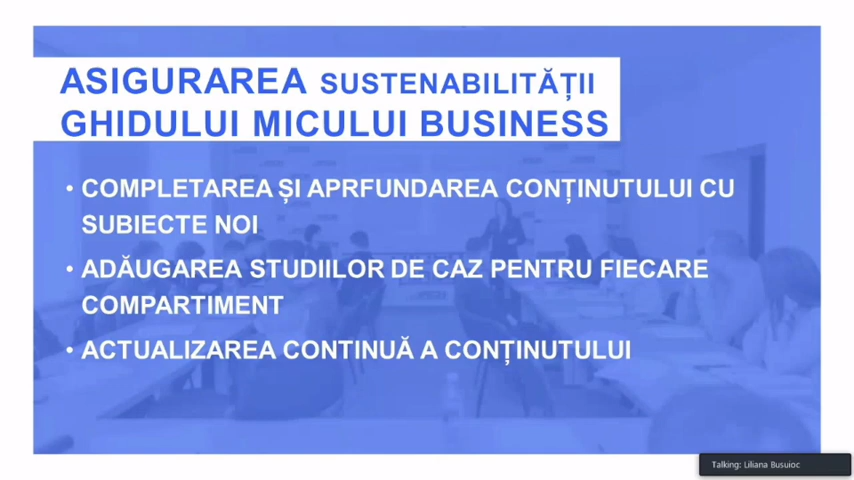 ASIGURAREA SUSTENABILITĂȚII
GHIDULUI MICULUI BUSINESS
• COMPLETAREA ȘI APRFUNDAREA CONȚINUTULUI CU
SUBIECTE NOI
• ADĂUGAREA STUDIILOR DE CAZ PENTRU FIECARE
COMPARTIMENT
• ACTUALIZAREA CONTINUĂ A CONȚINUTULUI
Talking: Liliana Busuioc